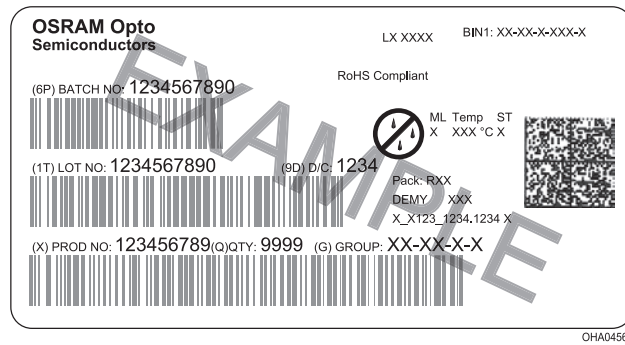 OSRAM Opto
Semiconductors
LX XXXX
BIN1: XX-XX-X-XXX-X
RoHS Compliant
(6P) BATCH NO: 1234567890
ML Temp ST
X XXX °C X
(1T) LOT NO: 1234567890 (9D) D/C: 1234
Pack: RXX
DEMY XXX
X_X123_1234.1234 X
(X) PROD NO: 123456789(Q)QTY: 9999 (G) GROUP: XX-XX-X-X
EXAMPLE